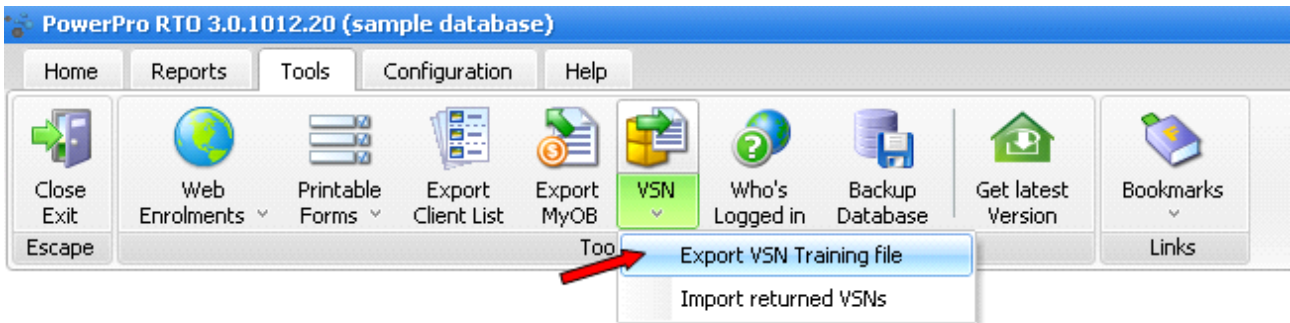 PowerPro RTO 3.0.1012.20 (sample database)
Home Reports Tools Configuration Help
Close Exit
Web Enrolments
Printable Forms
Export Client List
Export MyOB
VSN
Who's Logged in
Backup Database
Get latest Version
Bookmarks
Escape
Too
Links
Export VSN Training file
Import returned VSNs